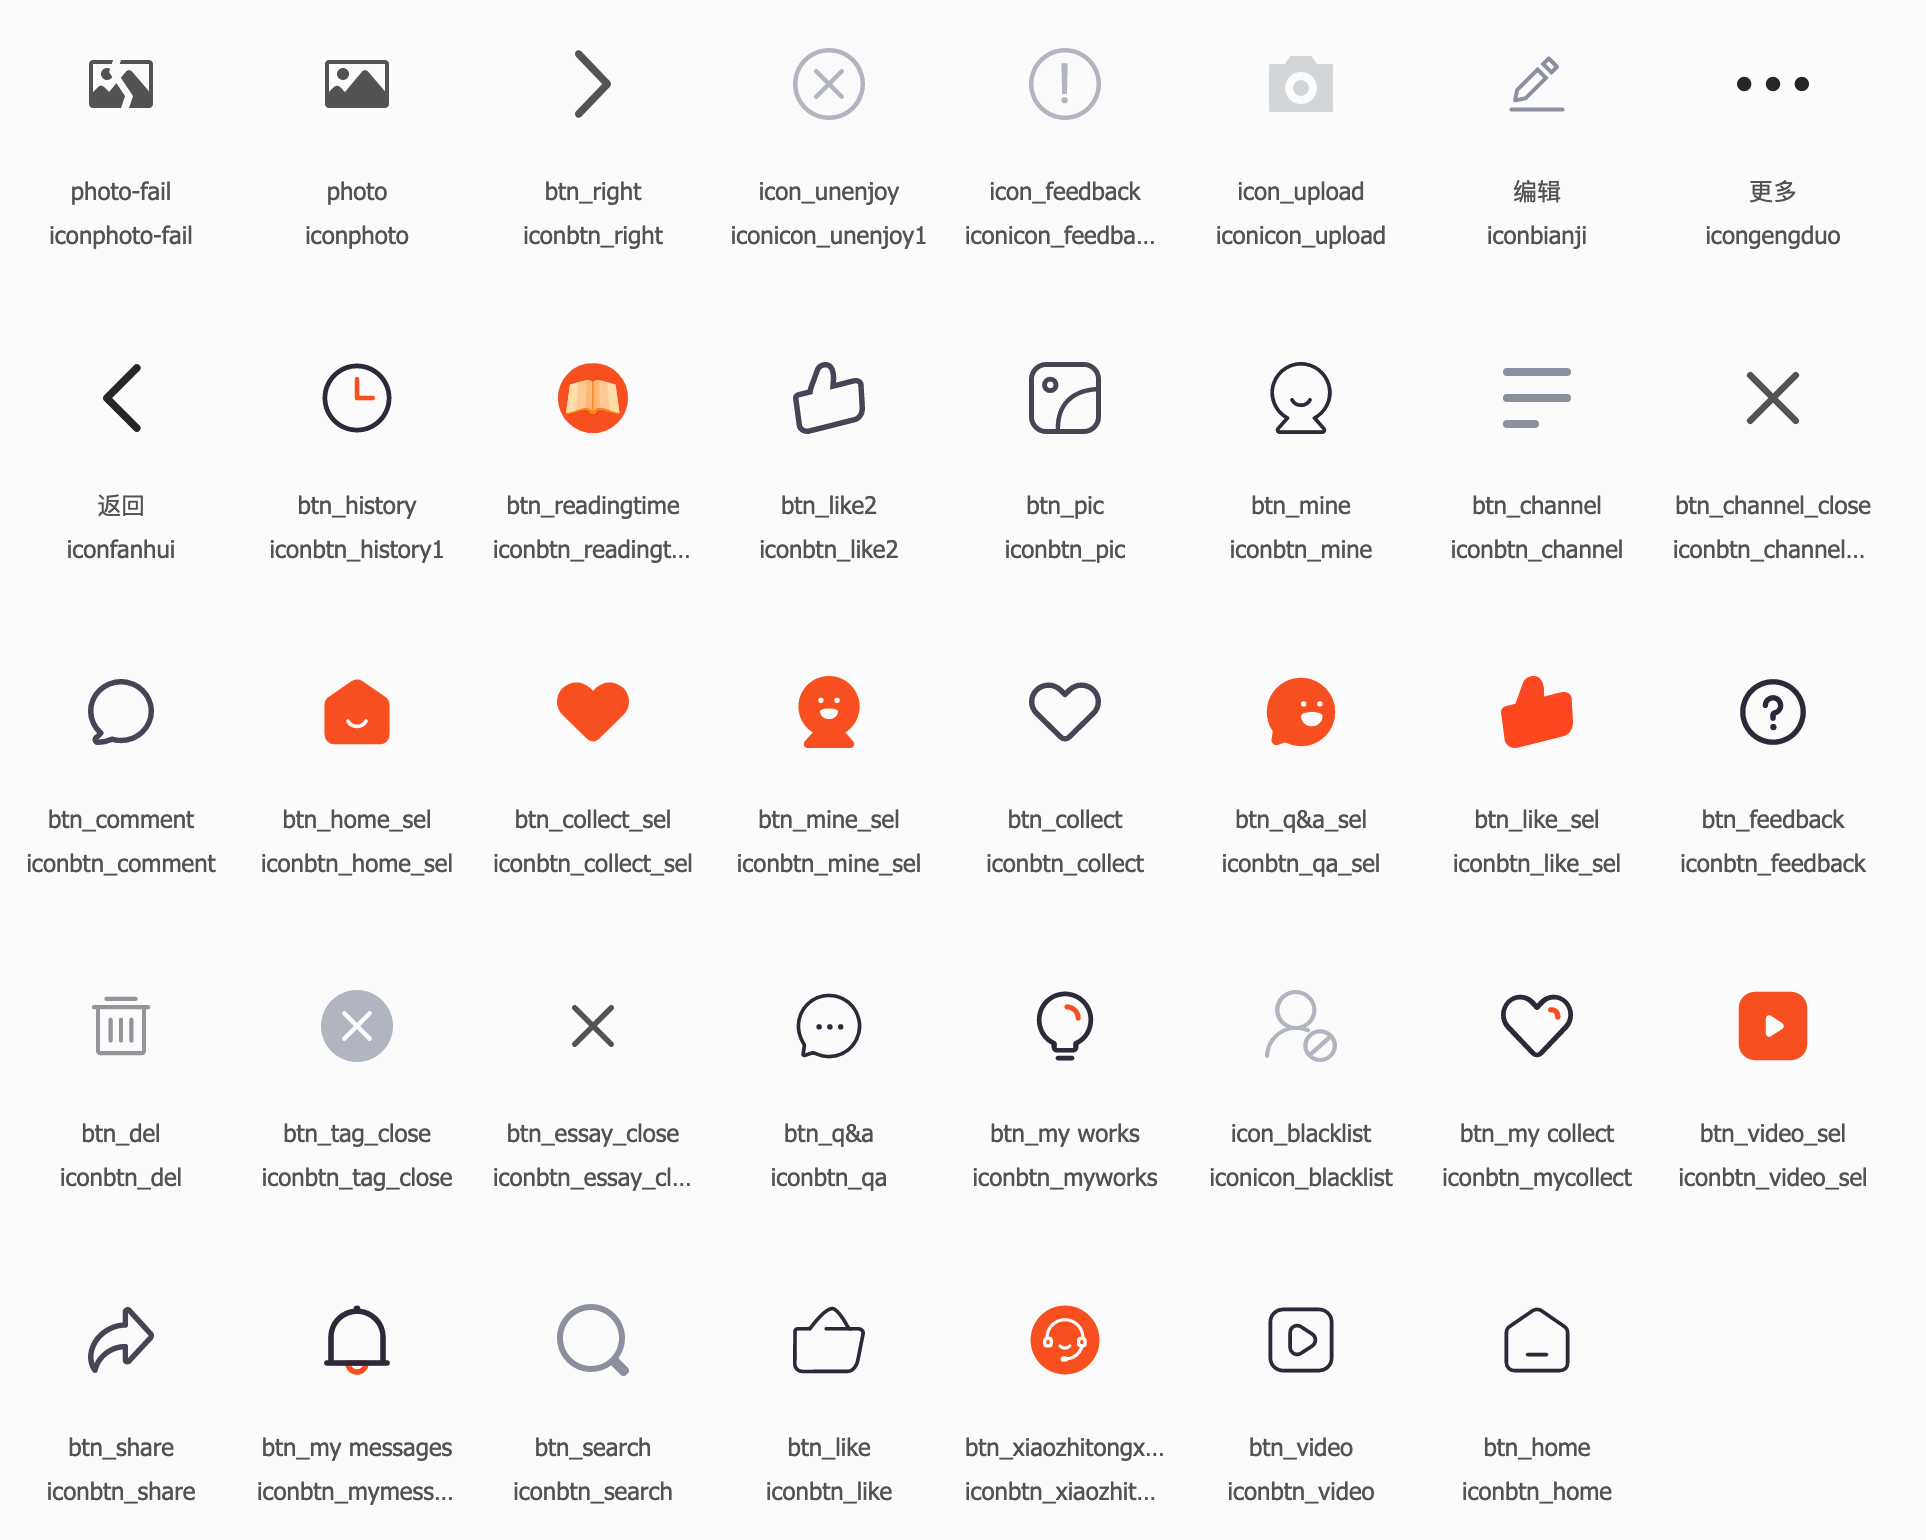 photo-fail photo btn_right icon_unenjoy icon_feedback icon_upload 编辑 更多
iconphoto-fail iconphoto iconbtn_right iconicon_unenjoy1 iconicon_feedba... iconicon_upload iconbianji icongengduo
返回 btn_history btn_readingtime btn_like2 btn_pic btn_mine btn_channel btn_channel_close
iconfanhui iconbtn_history1 iconbtn_readingt... iconbtn_like2 iconbtn_pic iconbtn_mine iconbtn_channel iconbtn_channel...
btn_comment btn_home_sel btn_collect_sel btn_mine_sel btn_collect btn_q&a_sel btn_like_sel btn_feedback
iconbtn_comment iconbtn_home_sel iconbtn_collect_sel iconbtn_mine_sel iconbtn_collect iconbtn_qa_sel iconbtn_like_sel iconbtn_feedback
btn_del btn_tag_close btn_essay_close btn_q&a btn_my works icon_blacklist btn_my collect btn_video_sel
iconbtn_del iconbtn_tag_close iconbtn_essay_cl... iconbtn_qa iconbtn_myworks iconicon_blacklist iconbtn_mycollect iconbtn_video_sel
btn_share btn_my messages btn_search btn_like btn_xiaozhitongx... btn_video btn_home
iconbtn_share iconbtn_mymess... iconbtn_search iconbtn_like iconbtn_xiaozhit... iconbtn_video iconbtn_home